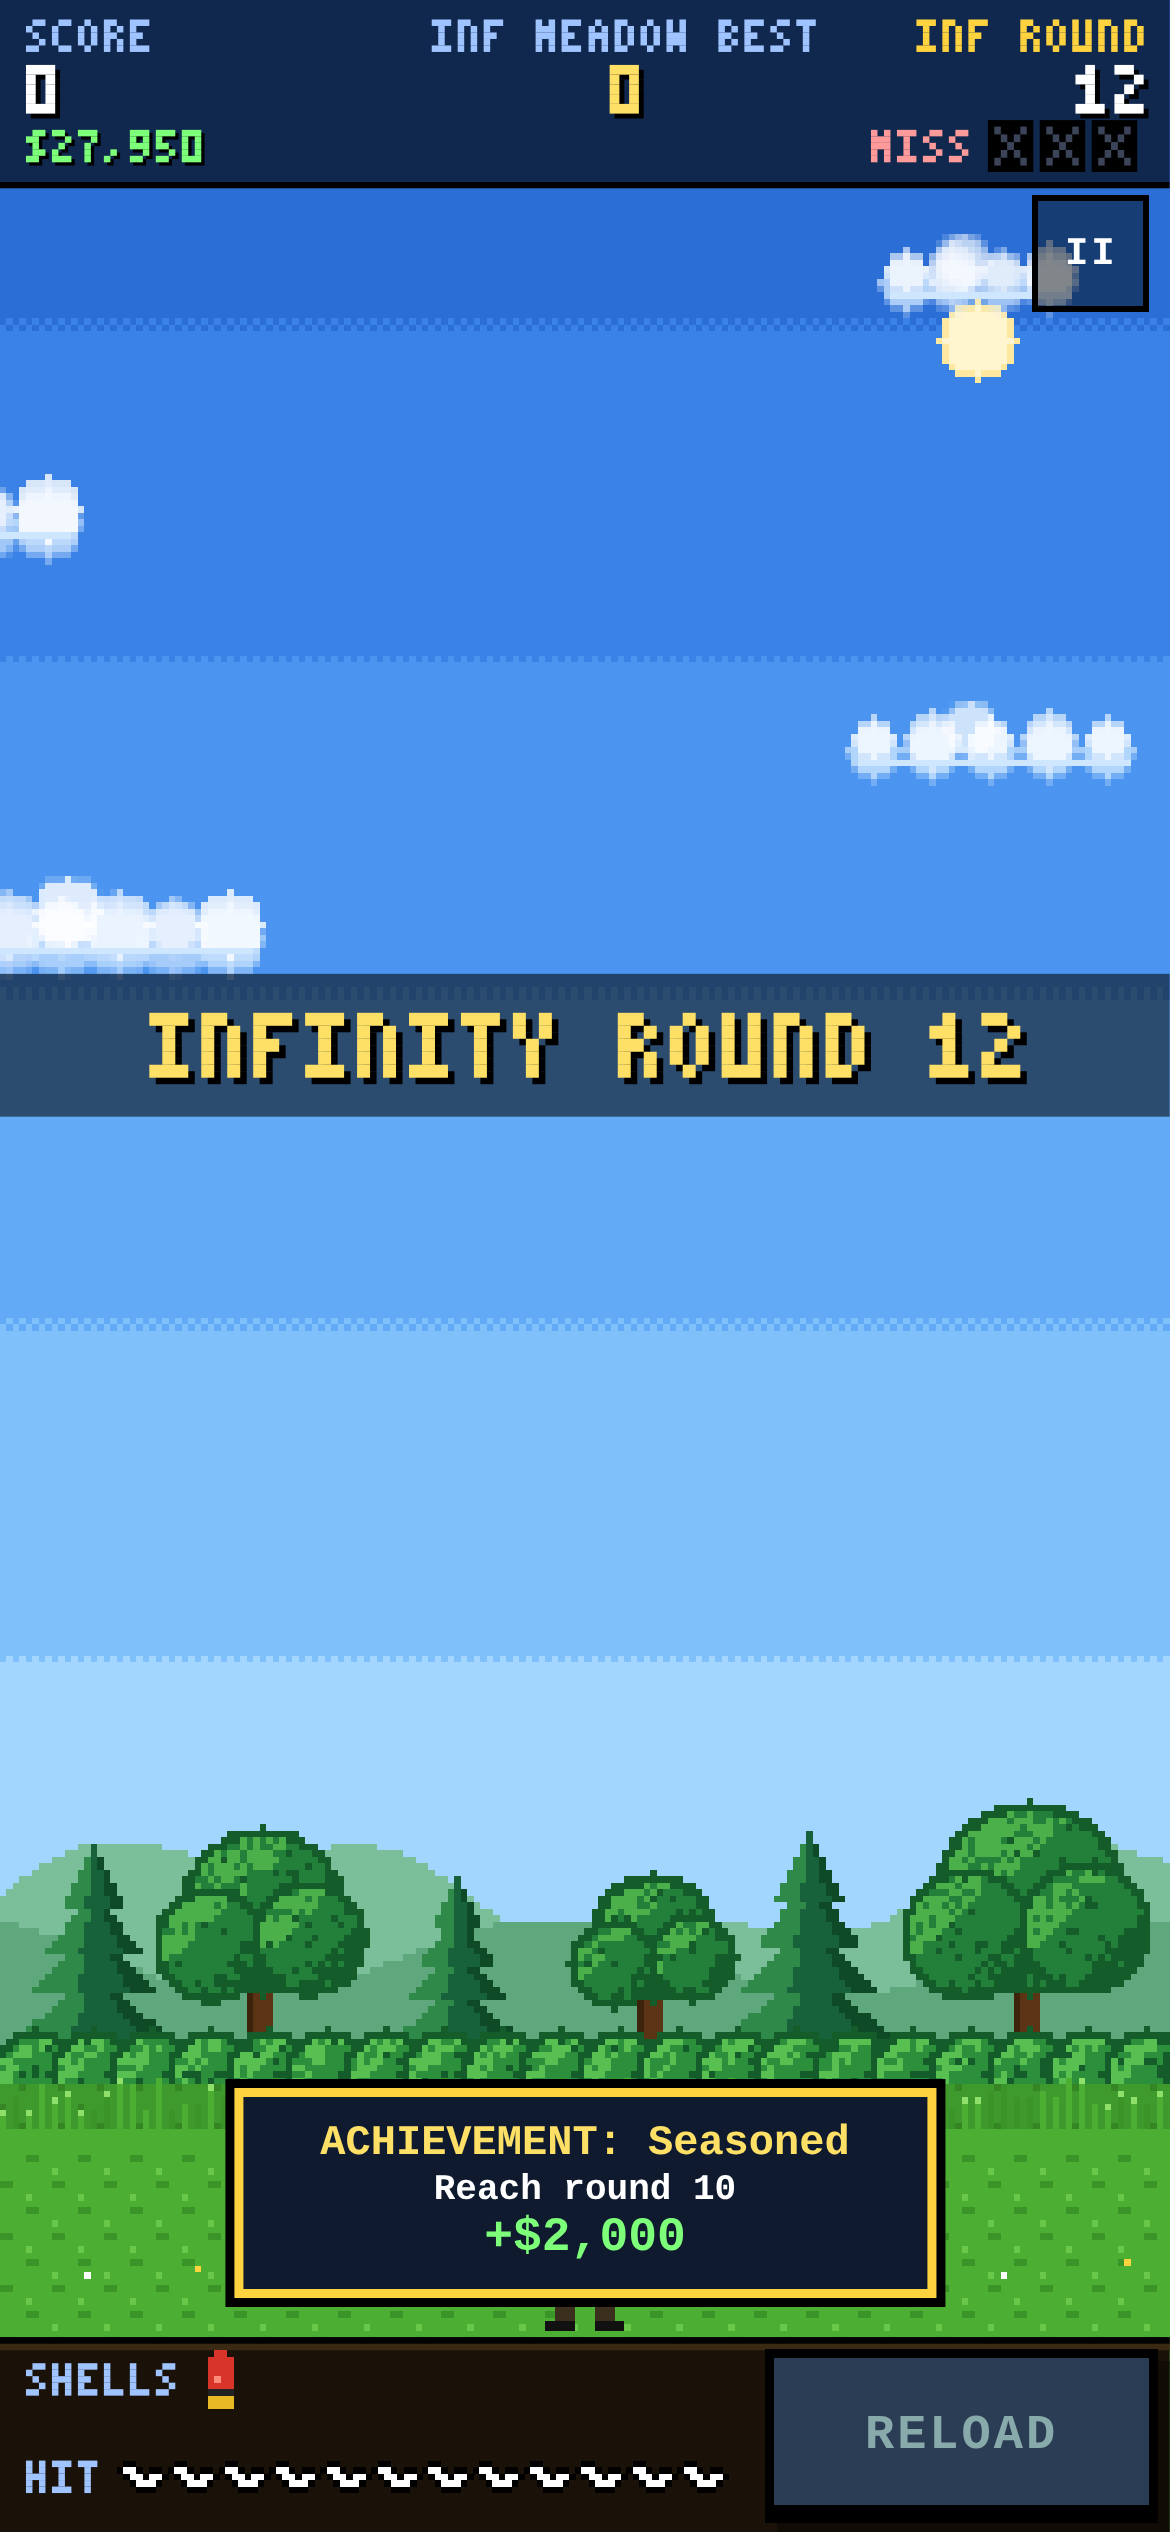 SCORE
INF MEADOW BEST
INF ROUND
0
0
12
$27,950
MISS XXX
II
INFINITY ROUND 12
ACHIEVEMENT: Seasoned
Reach round 10
+$2,000
SHELLS
RELOAD
HIT